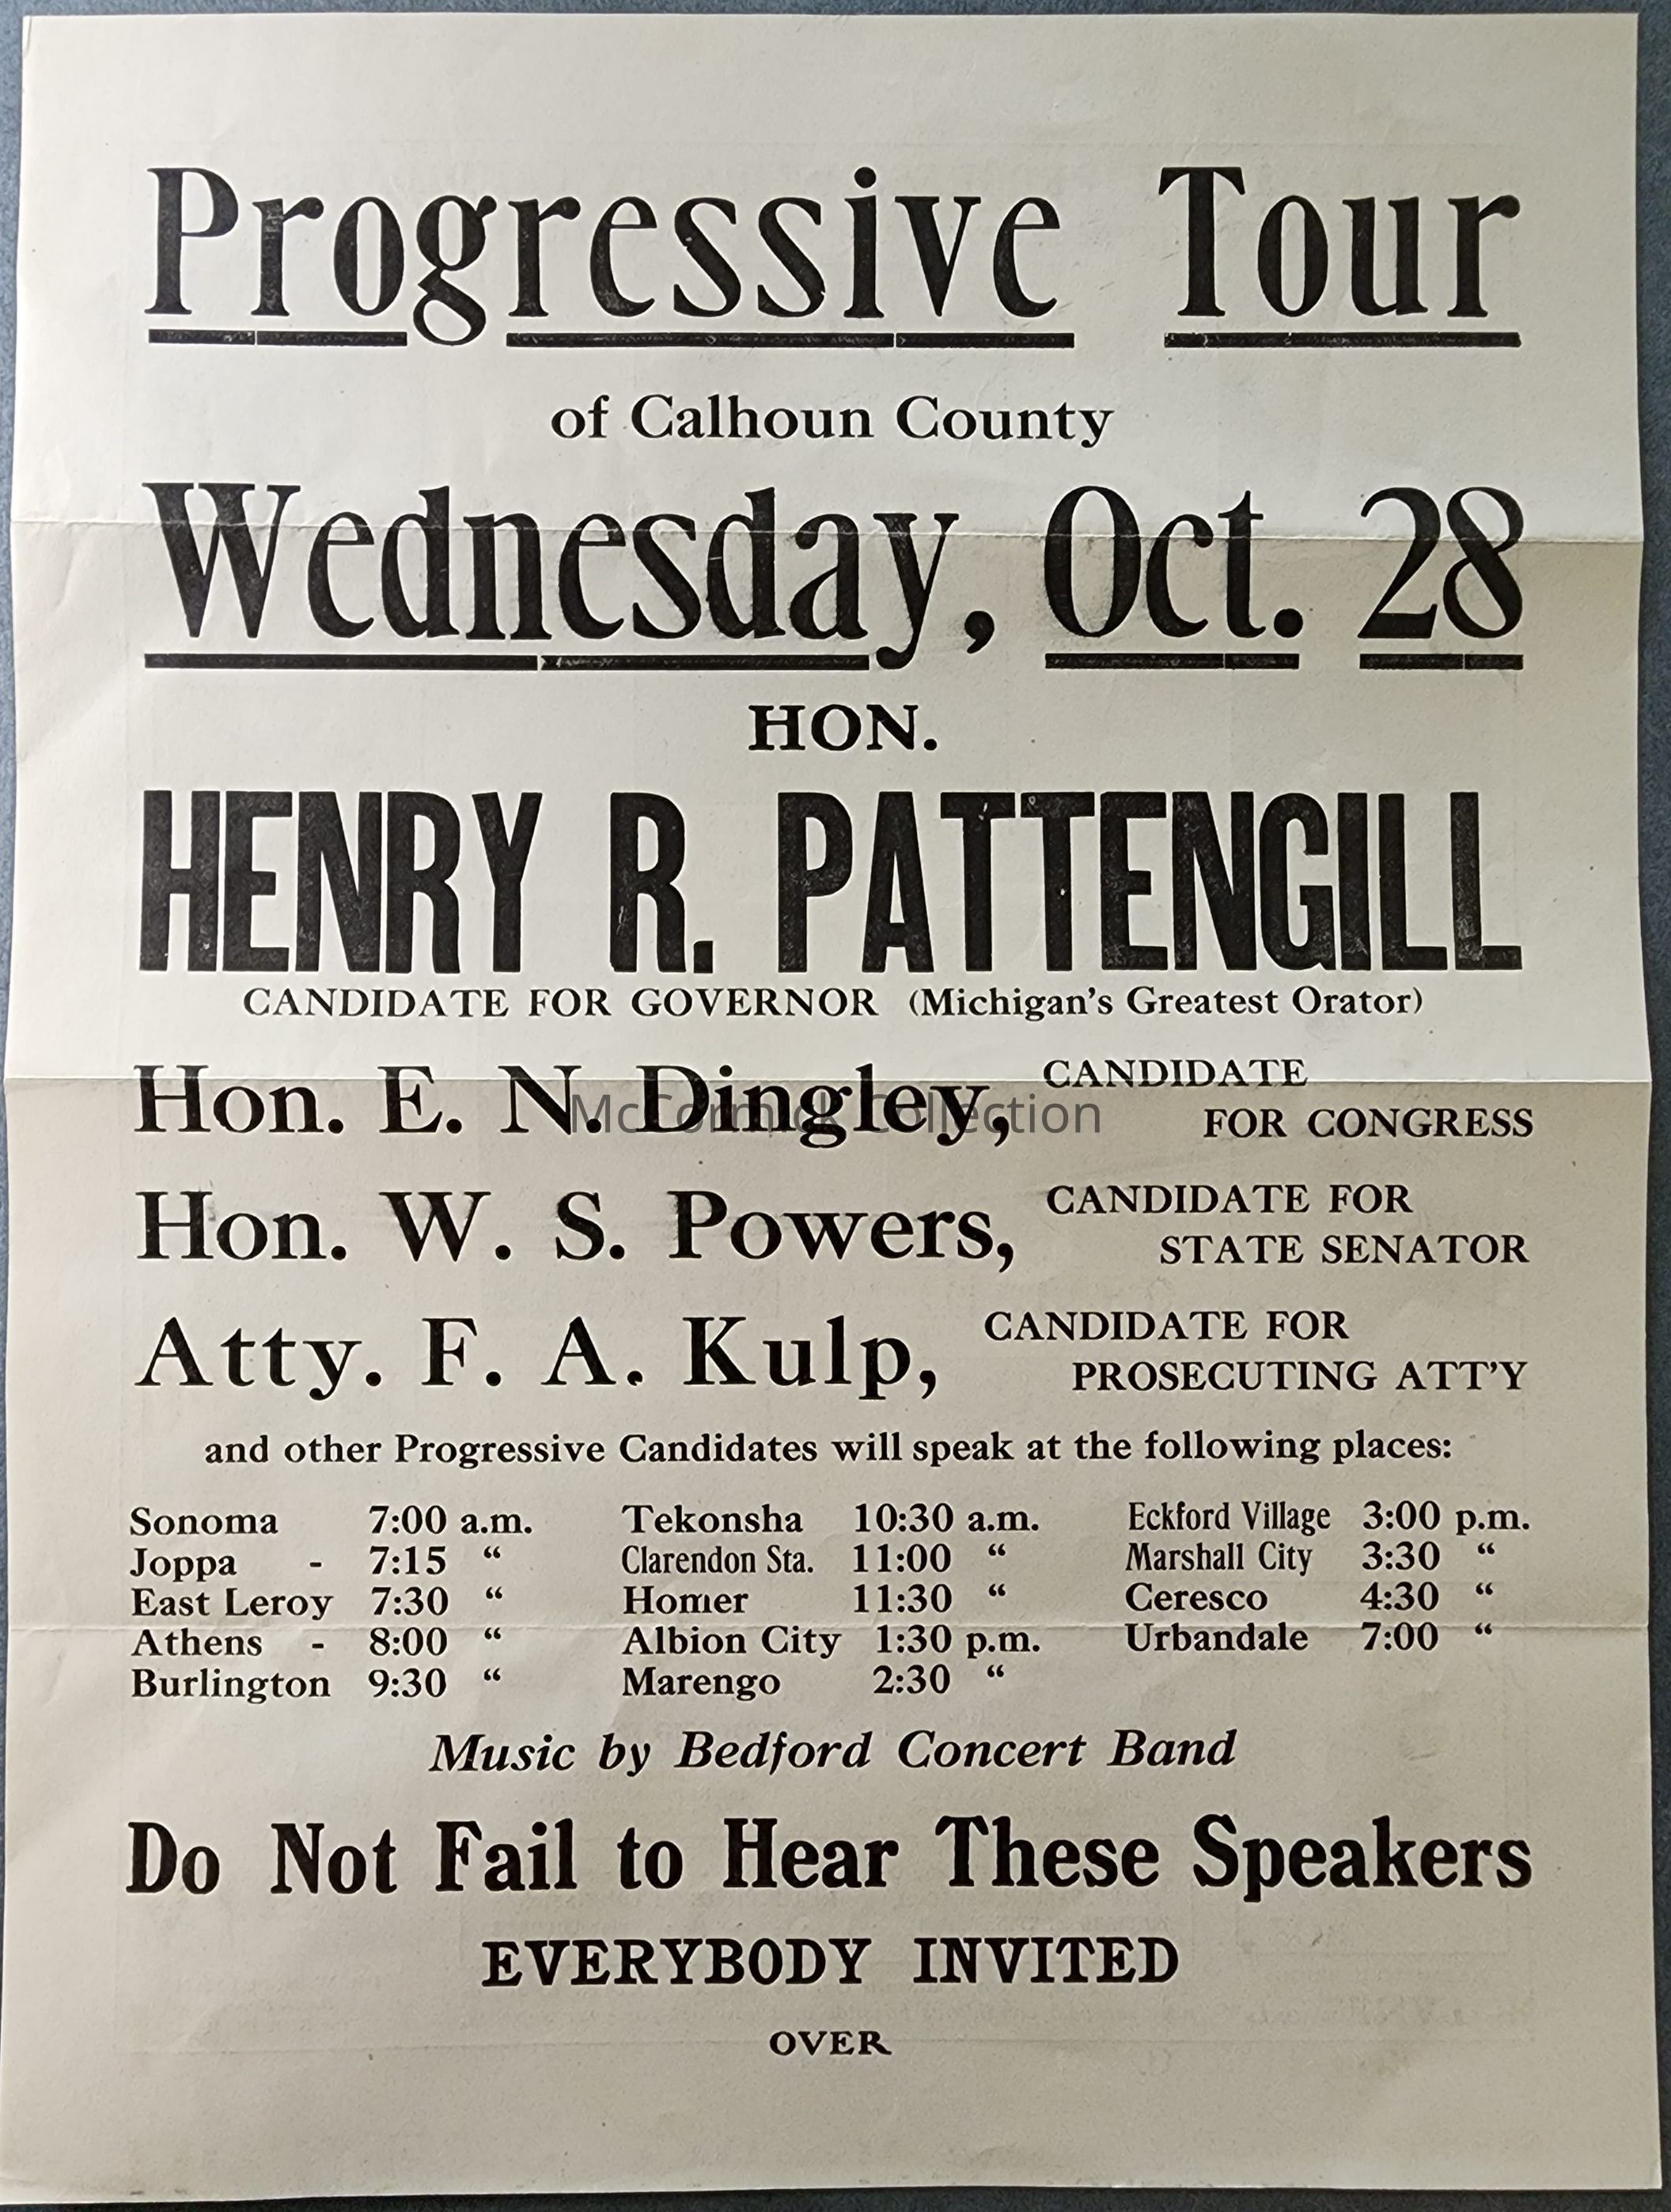 Progressive Tour
of Calhoun County
Wednesday, Oct. 28
HON.
HENRY R. PATTENGILL
CANDIDATE FOR GOVERNOR (Michigan's Greatest Orator)
Hon. E. N. Dingley, CANDIDATE FOR CONGRESS
McCormick Collection
Hon. W. S. Powers, CANDIDATE FOR STATE SENATOR
Atty. F. A. Kulp, CANDIDATE FOR PROSECUTING ATT'Y
and other Progressive Candidates will speak at the following places:
Sonoma 7:00 a.m. Tekonsha 10:30 a.m. Eckford Village 3:00 p.m.
Joppa - 7:15 “ Clarendon Sta. 11:00 “ Marshall City 3:30 “
East Leroy 7:30 “ Homer 11:30 “ Ceresco 4:30 “
Athens - 8:00 “ Albion City 1:30 p.m. Urbandale 7:00 “
Burlington 9:30 “ Marengo 2:30 “
Music by Bedford Concert Band
Do Not Fail to Hear These Speakers
EVERYBODY INVITED
OVER